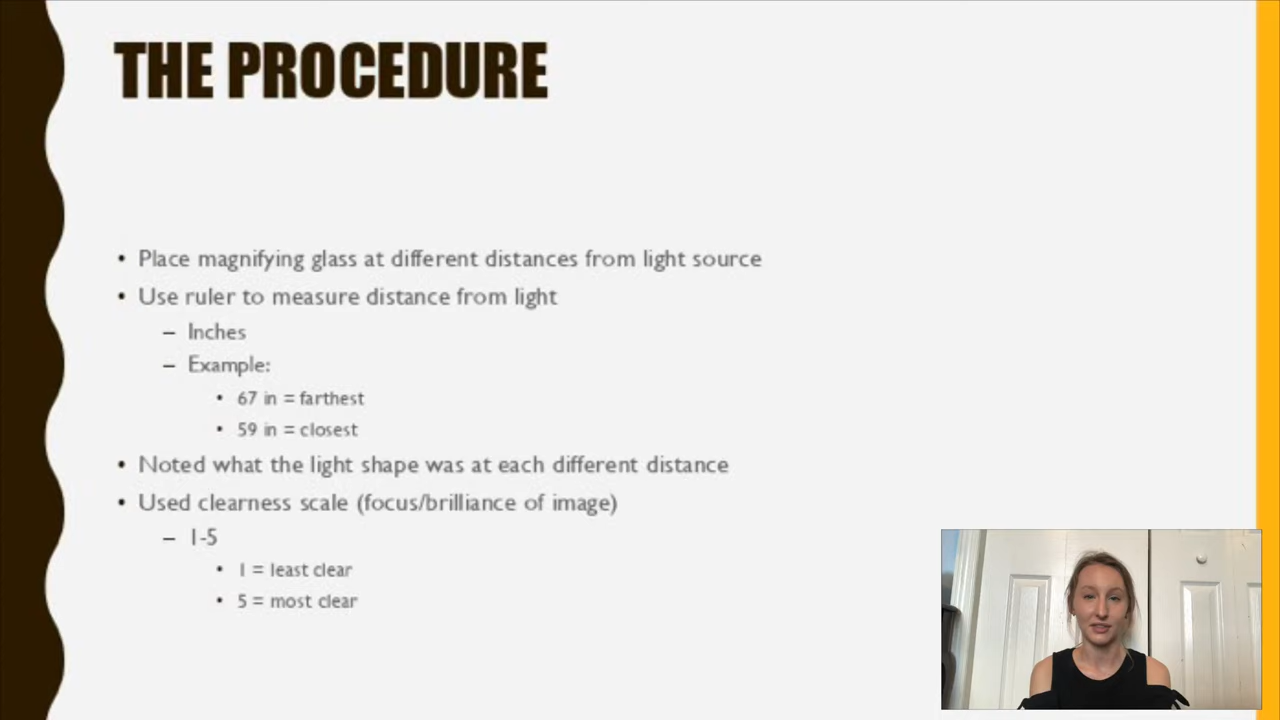 THE PROCEDURE
• Place magnifying glass at different distances from light source
• Use ruler to measure distance from light
– Inches
– Example:
• 67 in = farthest
• 59 in = closest
• Noted what the light shape was at each different distance
• Used clearness scale (focus/brilliance of image)
– 1-5
• 1 = least clear
• 5 = most clear